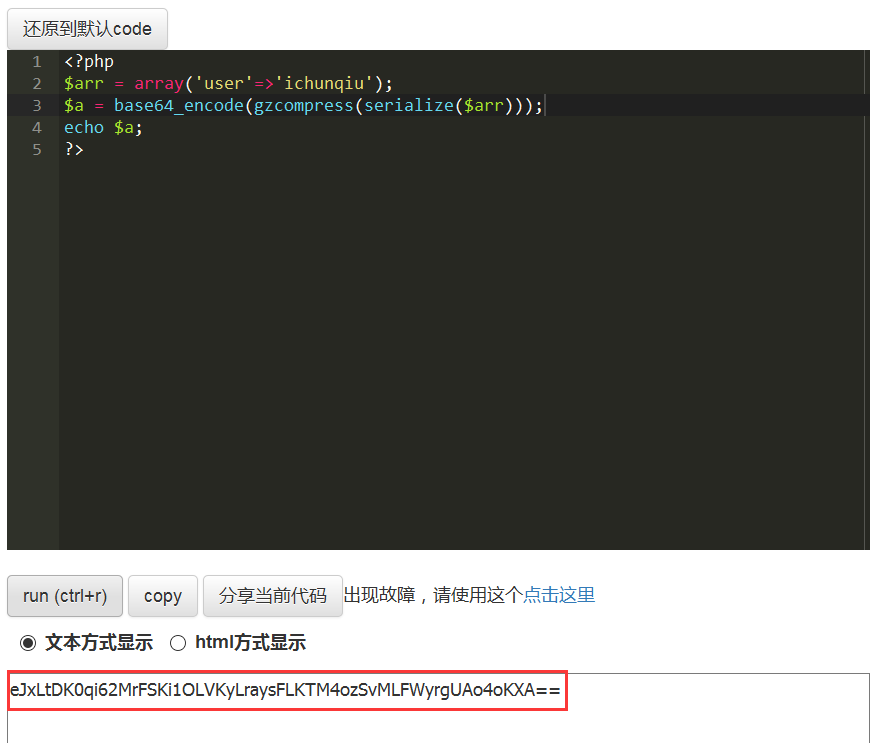 还原到默认code
1 <?php
2 $arr = array('user'=>'ichunqiu');
3 $a = base64_encode(gzcompress(serialize($arr)));
4 echo $a;
5 ?>
run (ctrl+r) copy 分享当前代码 出现故障，请使用这个点击这里
文本方式显示 html方式显示
eJxLtDK0qi62MrFSKi1OLVKyLraysFLKTM4ozSvMLFWyrgUAo4oKXA==